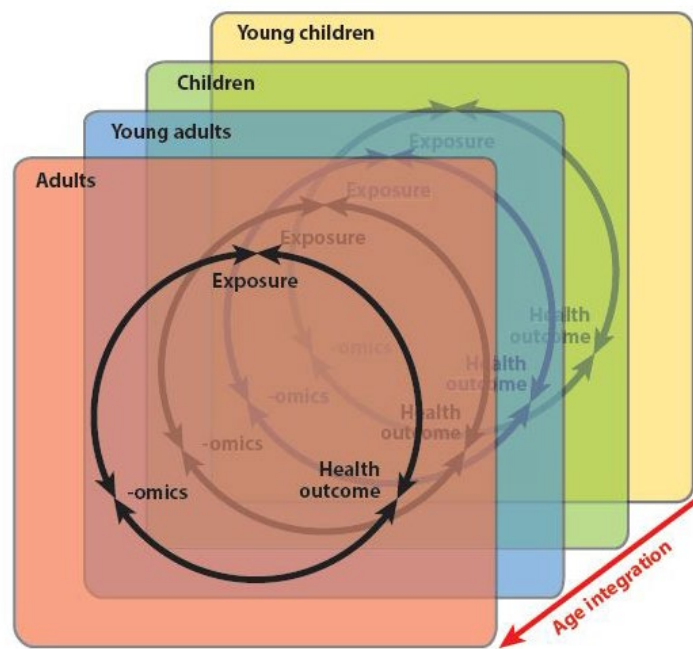 Young children
Children
Young adults
Adults
Exposure
Exposure
Exposure
Exposure
Health
outcome
-omics
Health
outcome
-omics
Health
outcome
-omics
Health
outcome
-omics
Age integration